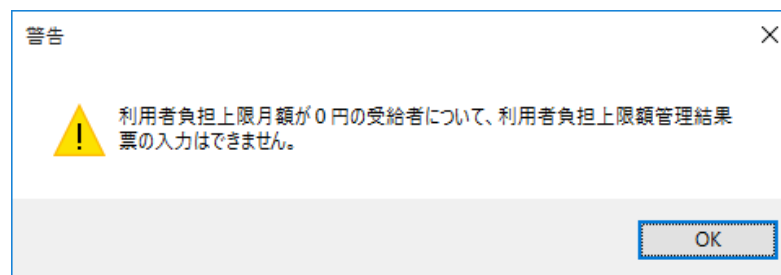 警告
利用者負担上限月額が０円の受給者について、利用者負担上限額管理結果
票の入力はできません。
OK